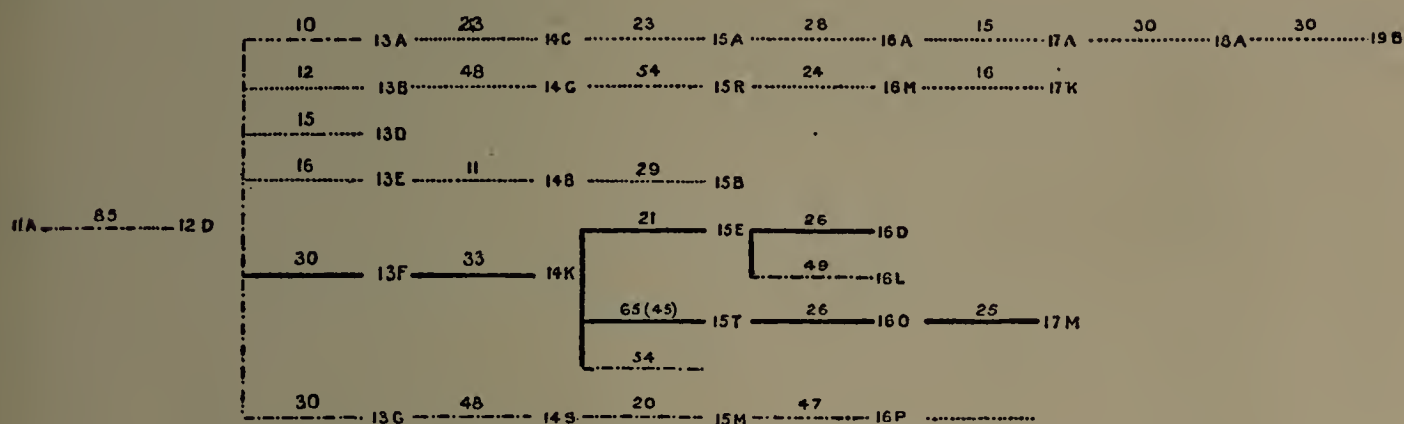 10 13A 23 14C 23 15A 28 16A 15 17A 30 18A 30 19B
12 13B 48 14G 54 15R 24 16M 16 17K
15 13D
16 13E 11 14B 29 15B
11A 85 12D
21 15E 26 16D
30 13F 33 14K
49 16L
65(45) 15T 26 16O 25 17M
54
30 13G 48 14S 20 15M 47 16P